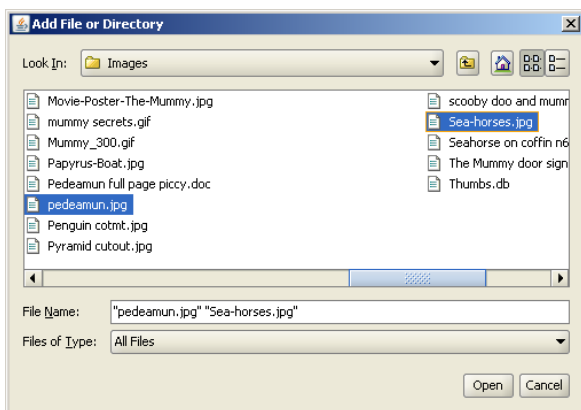 Add File or Directory
Look In: Images
Movie-Poster-The-Mummy.jpg
mummy secrets.gif
Mummy_300.gif
Papyrus-Boat.jpg
Pedeamun full page piccy.doc
pedeamun.jpg
Penguin cotmt.jpg
Pyramid cutout.jpg
scooby doo and mumr
Sea-horses.jpg
Seahorse on coffin n6
The Mummy door sign
Thumbs.db
File Name: "pedeamun.jpg" "Sea-horses.jpg"
Files of Type: All Files
Open Cancel